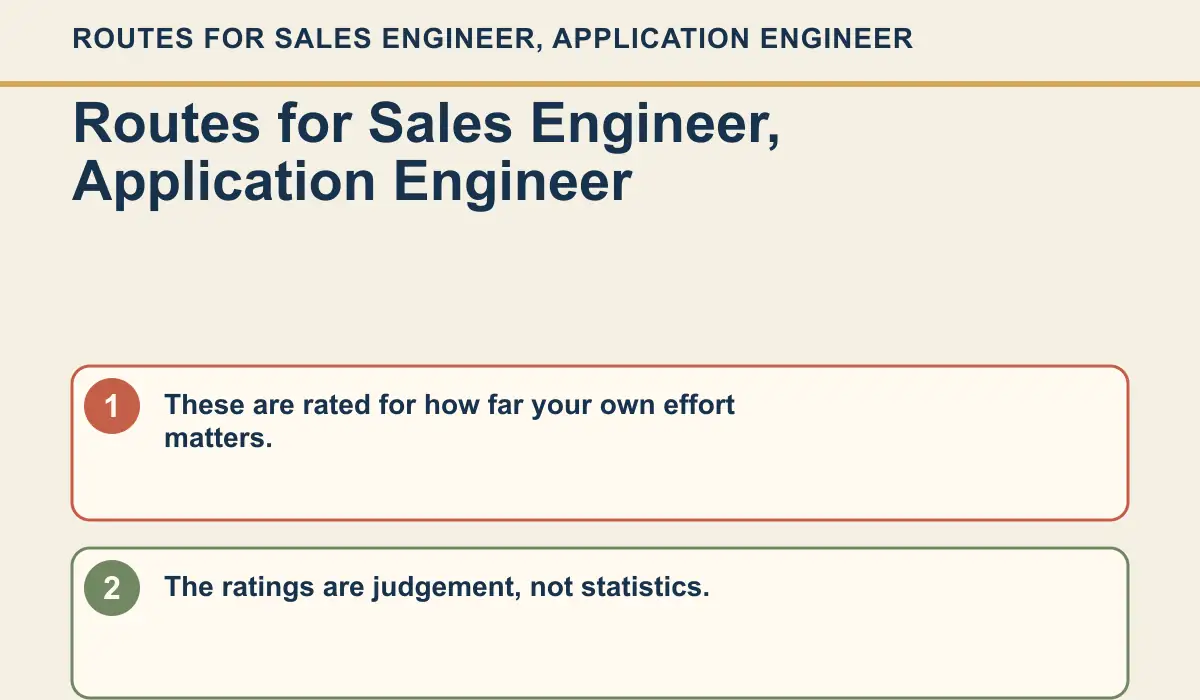 ROUTES FOR SALES ENGINEER, APPLICATION ENGINEER
Routes for Sales Engineer,
Application Engineer
1
These are rated for how far your own effort
matters.
2
The ratings are judgement, not statistics.